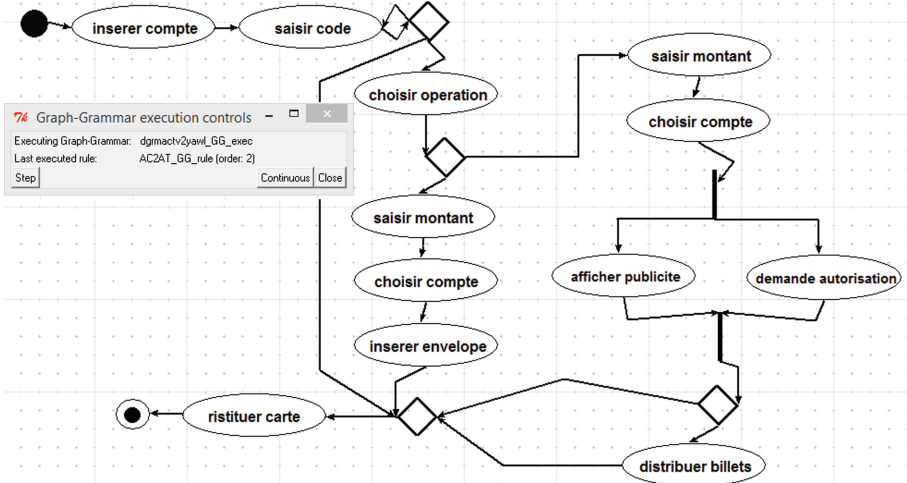 inserer compte
saisir code
saisir montant
choisir operation
choisir compte
Graph-Grammar execution controls
Executing Graph-Grammar: dgmactv2yawl_GG_exec
Last executed rule: AC2AT_GG_rule (order: 2)
Step Continuous Close
saisir montant
choisir compte
afficher publicite
demande autorisation
inserer envelope
ristituer carte
distribuer billets